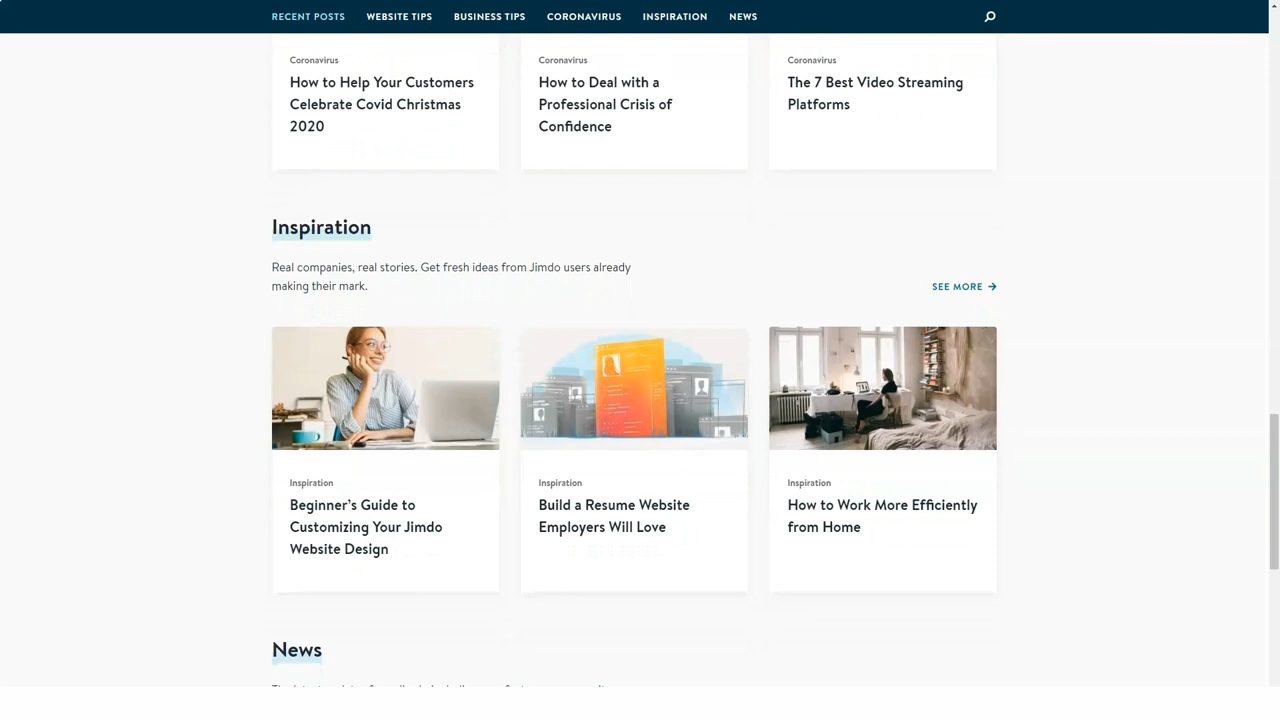 RECENT POSTS WEBSITE TIPS BUSINESS TIPS CORONAVIRUS INSPIRATION NEWS
Coronavirus
How to Help Your Customers
Celebrate Covid Christmas
2020
Coronavirus
How to Deal with a
Professional Crisis of
Confidence
Coronavirus
The 7 Best Video Streaming
Platforms
Inspiration
Real companies, real stories. Get fresh ideas from Jimdo users already
making their mark.
SEE MORE →
Inspiration
Beginner’s Guide to
Customizing Your Jimdo
Website Design
Inspiration
Build a Resume Website
Employers Will Love
Inspiration
How to Work More Efficiently
from Home
News